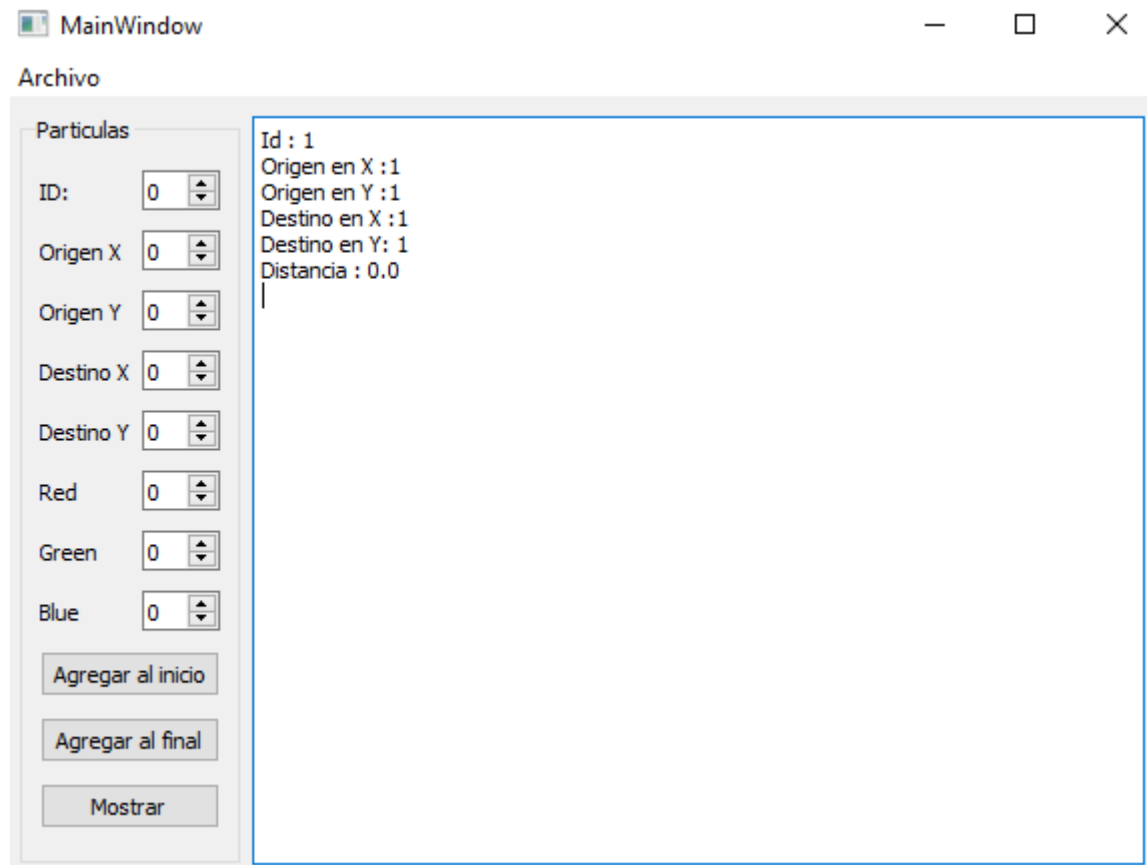 MainWindow
Archivo
Particulas
ID: 0
Origen X 0
Origen Y 0
Destino X 0
Destino Y 0
Red 0
Green 0
Blue 0
Agregar al inicio
Agregar al final
Mostrar
Id : 1
Origen en X :1
Origen en Y :1
Destino en X :1
Destino en Y: 1
Distancia : 0.0